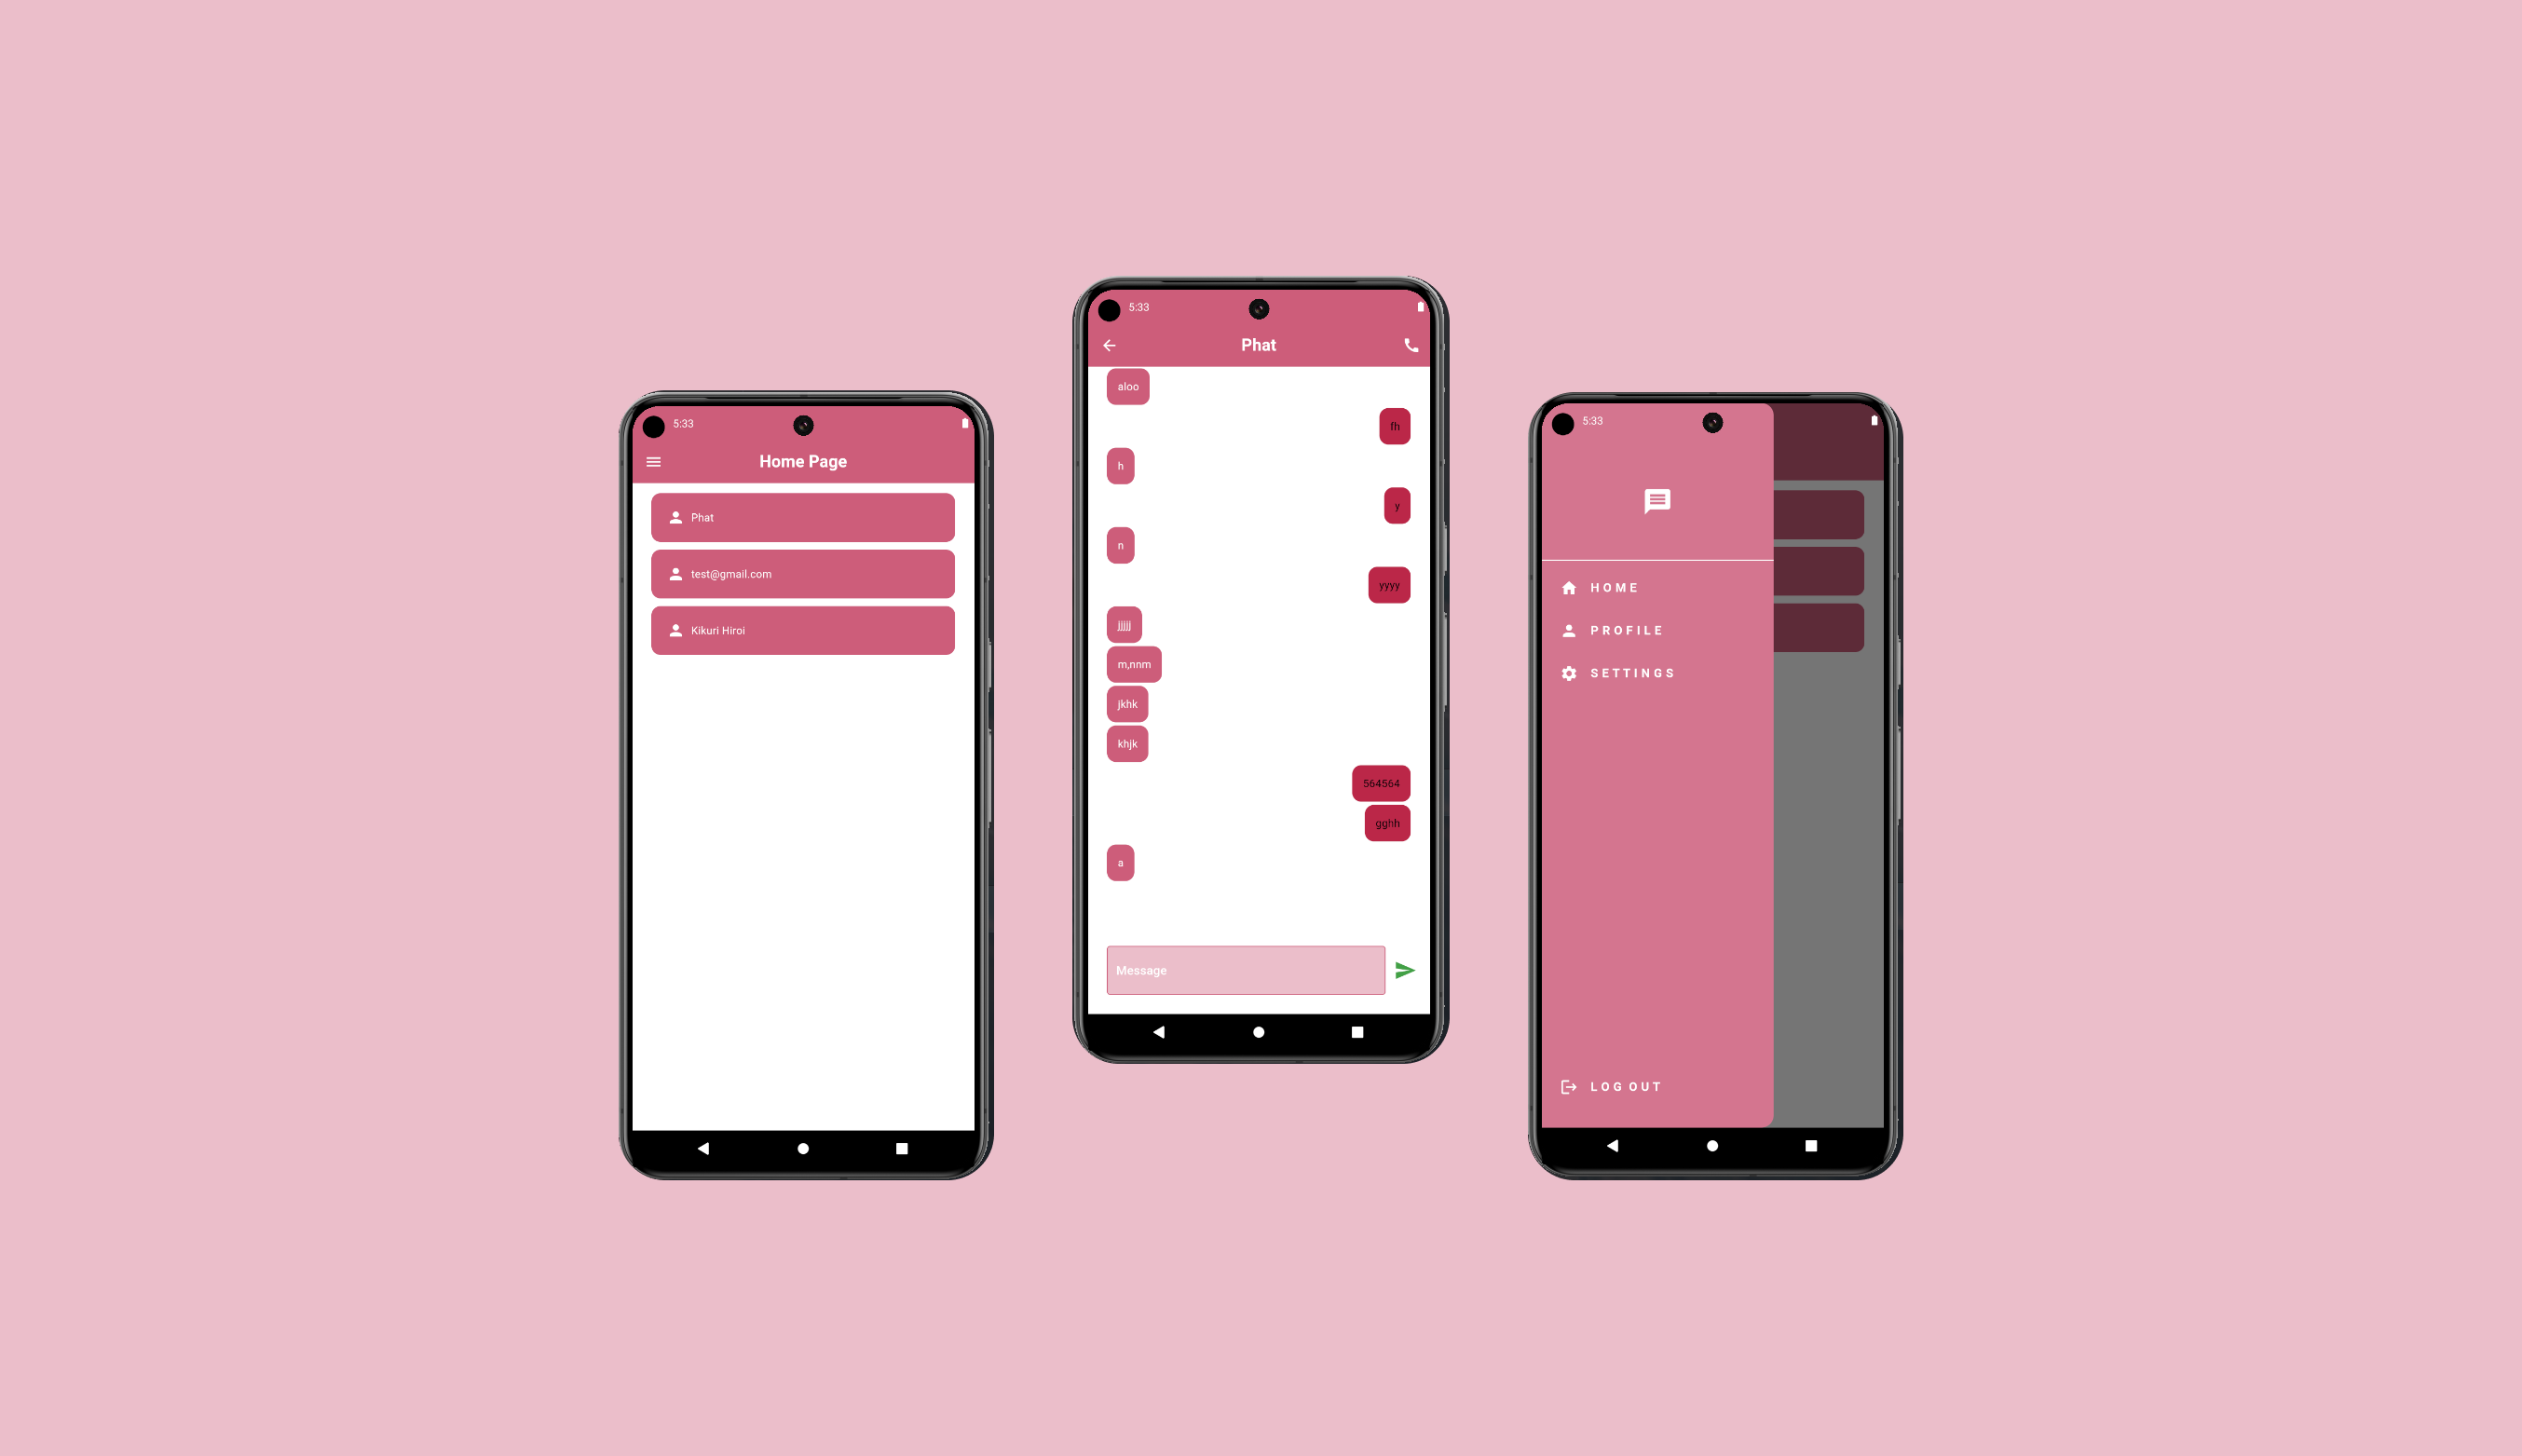 5:33
Home Page
Phat
test@gmail.com
Kikuri Hiroi
5:33
Phat
aloo
fh
h
y
n
yyyy
jjjjj
m,nnm
jkhk
khjk
564564
gghh
a
Message
5:33
HOME
PROFILE
SETTINGS
LOG OUT